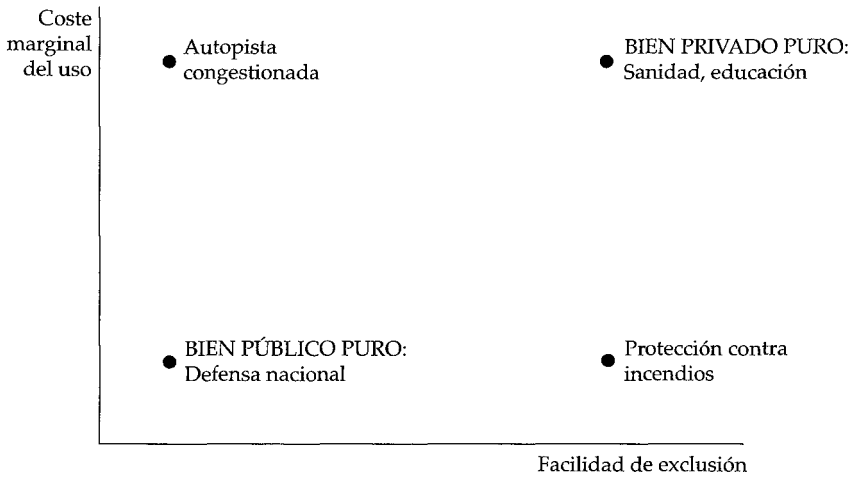 Coste
marginal
del uso
Autopista
congestionada
BIEN PRIVADO PURO:
Sanidad, educación
BIEN PÚBLICO PURO:
Defensa nacional
Protección contra
incendios
Facilidad de exclusión